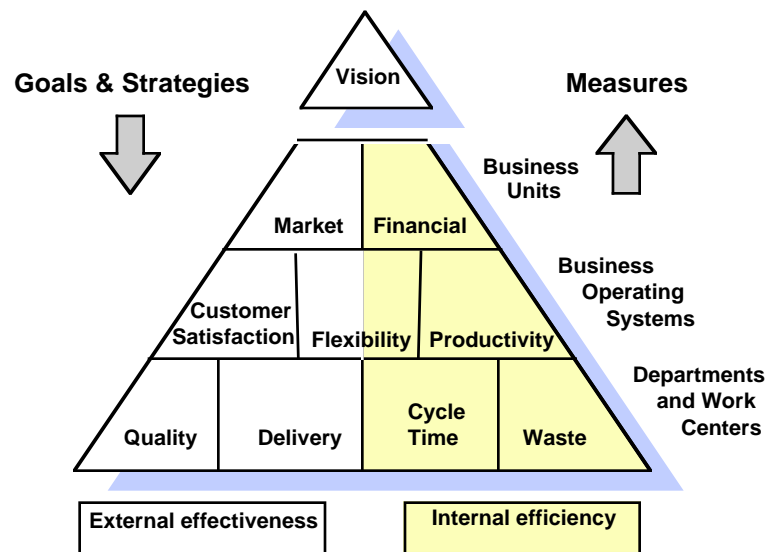 Vision
Goals & Strategies
Measures
Business
Units
Market
Financial
Business
Operating
Systems
Customer
Satisfaction
Flexibility
Productivity
Departments
and Work
Centers
Quality
Delivery
Cycle
Time
Waste
External effectiveness
Internal efficiency